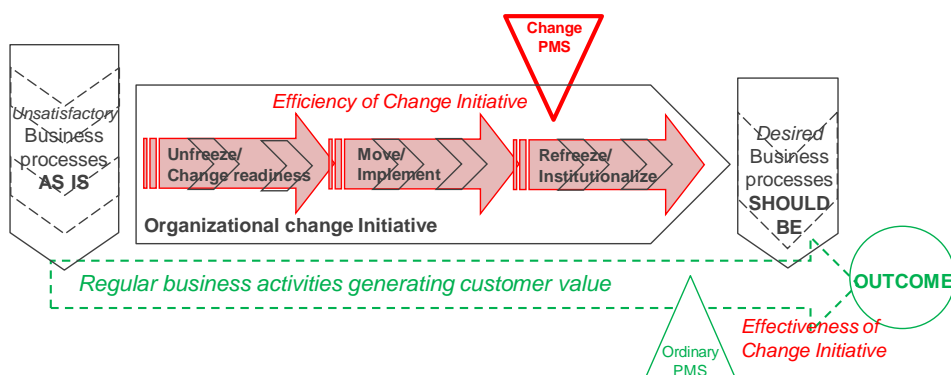 Change
PMS
Efficiency of Change Initiative
Unsatisfactory
Business
processes
AS IS
Unfreeze/
Change readiness
Move/
Implement
Refreeze/
Institutionalize
Organizational change Initiative
Desired
Business
processes
SHOULD
BE
Regular business activities generating customer value
OUTCOME
Effectiveness of
Change Initiative
Ordinary
PMS